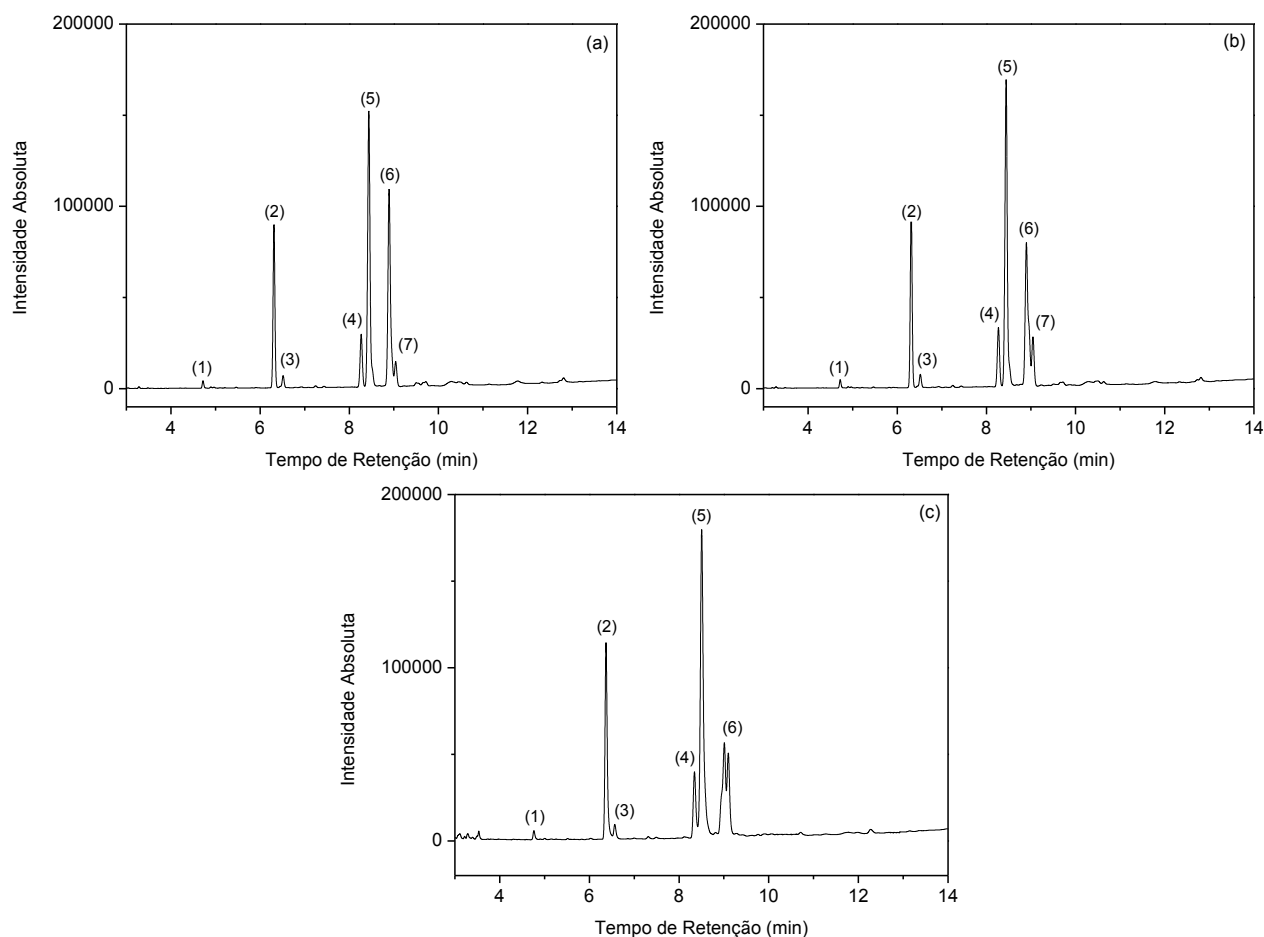 200000
(a)
(5)
(6)
(2)
100000
(4)
(7)
(3)
(1)
0
4 6 8 10 12 14
Tempo de Retenção (min)
Intensidade Absoluta
200000
(b)
(5)
(6)
(2)
100000
(4)
(7)
(3)
(1)
0
4 6 8 10 12 14
Tempo de Retenção (min)
Intensidade Absoluta
200000
(c)
(5)
(2)
100000
(6)
(4)
(3)
(1)
0
4 6 8 10 12 14
Tempo de Retenção (min)
Intensidade Absoluta